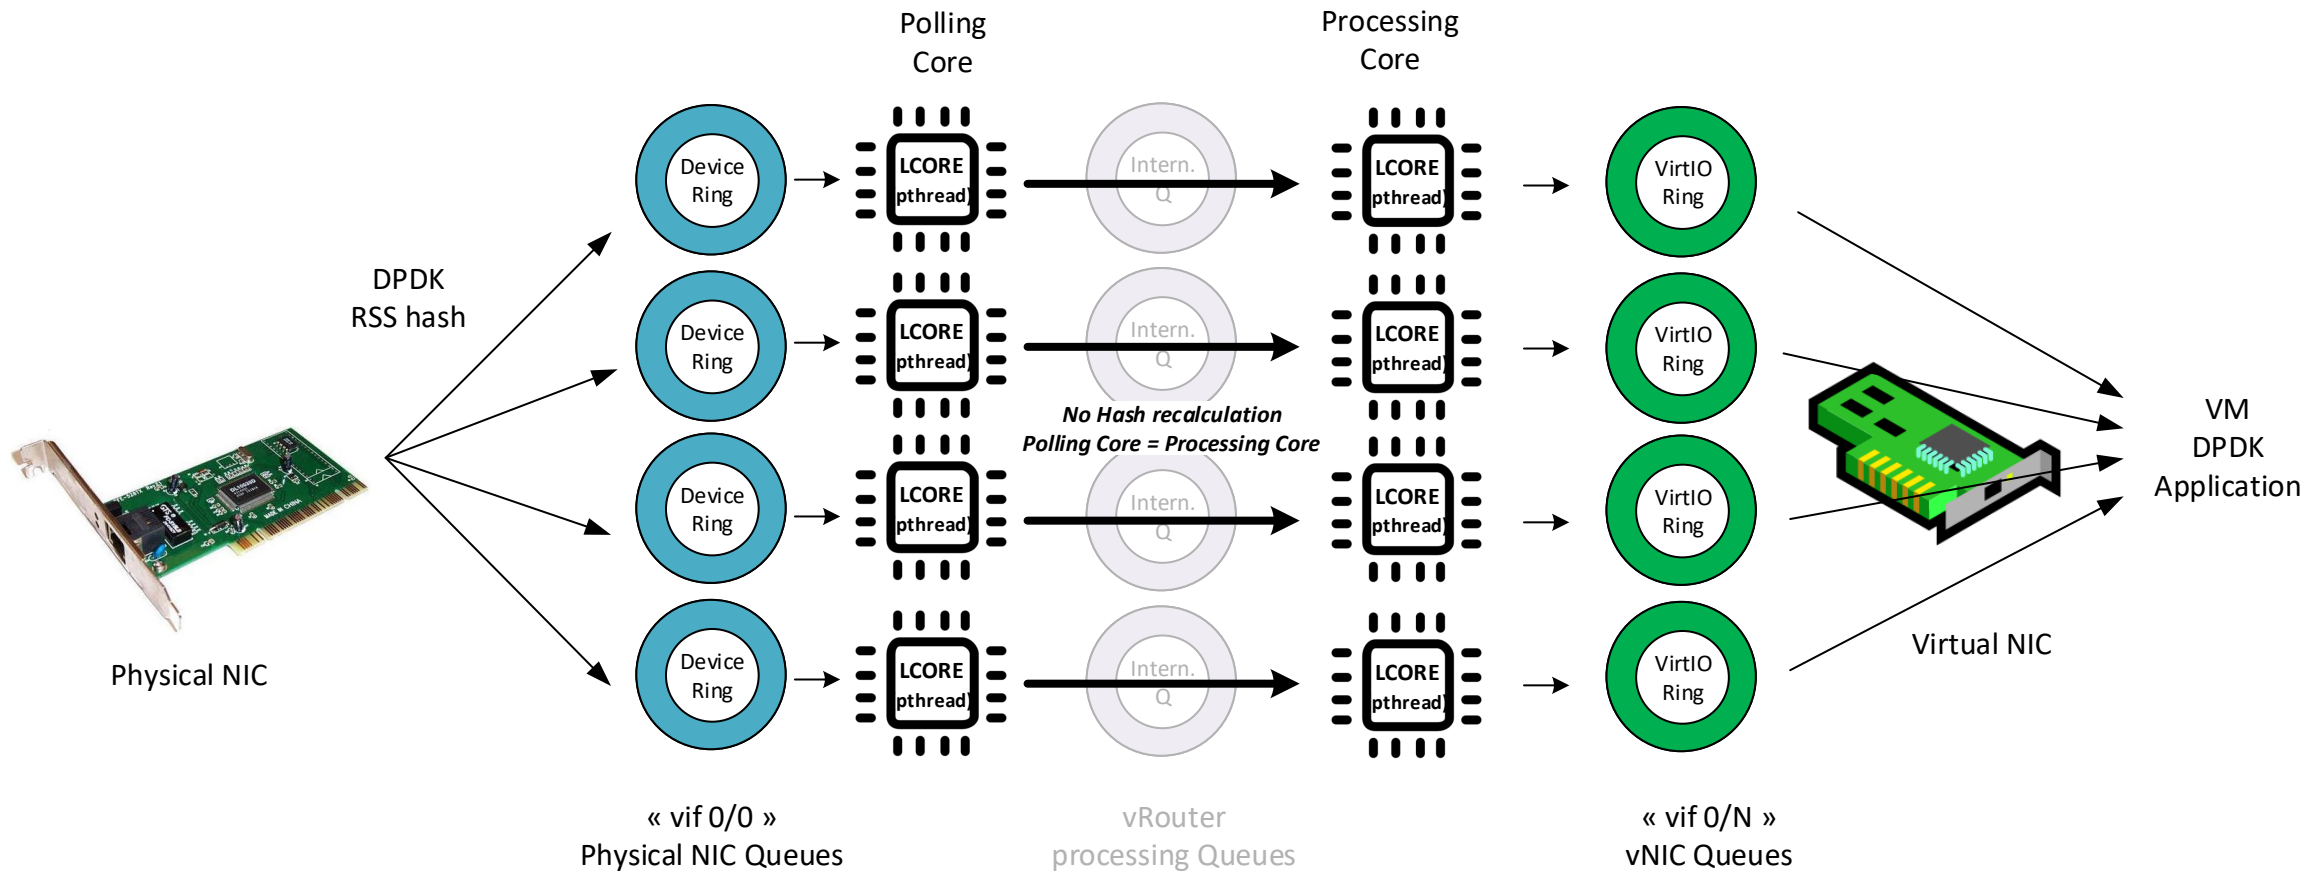 Polling
Core
Processing
Core
DPDK
RSS hash
Device
Ring
LCORE
pthread)
Intern.
Q
LCORE
pthread)
VirtIO
Ring
Device
Ring
LCORE
pthread)
Intern.
Q
LCORE
pthread)
VirtIO
Ring
No Hash recalculation
Polling Core = Processing Core
Device
Ring
LCORE
pthread)
Intern.
Q
LCORE
pthread)
VirtIO
Ring
Device
Ring
LCORE
pthread)
Intern.
Q
LCORE
pthread)
VirtIO
Ring
VM
DPDK
Application
Physical NIC
Virtual NIC
« vif 0/0 »
Physical NIC Queues
vRouter
processing Queues
« vif 0/N »
vNIC Queues